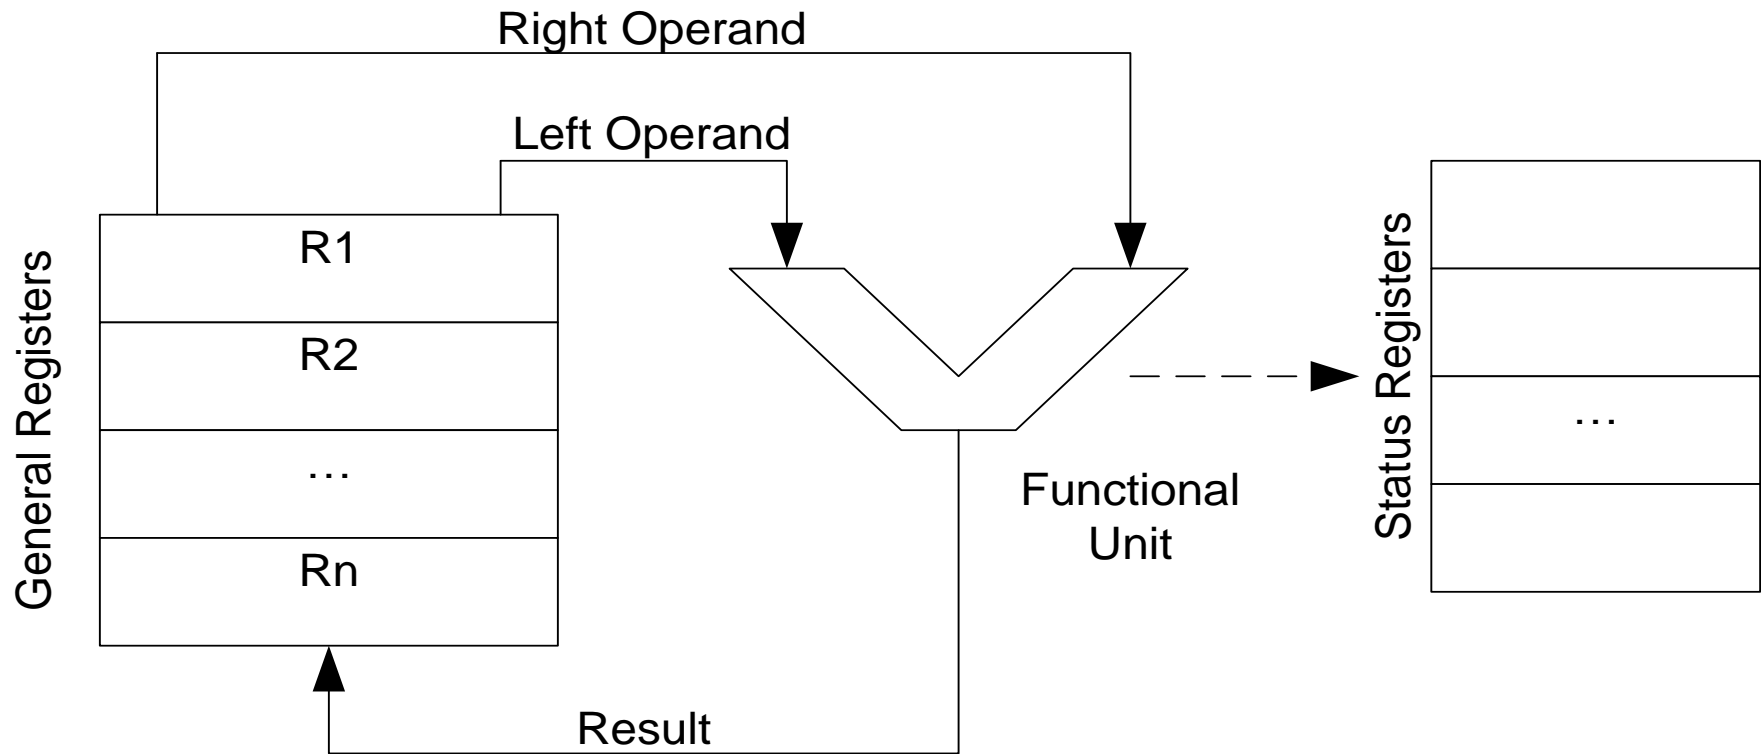 Right Operand
Left Operand
General Registers
R1
R2
...
Rn
Functional
Unit
Status Registers
...
Result